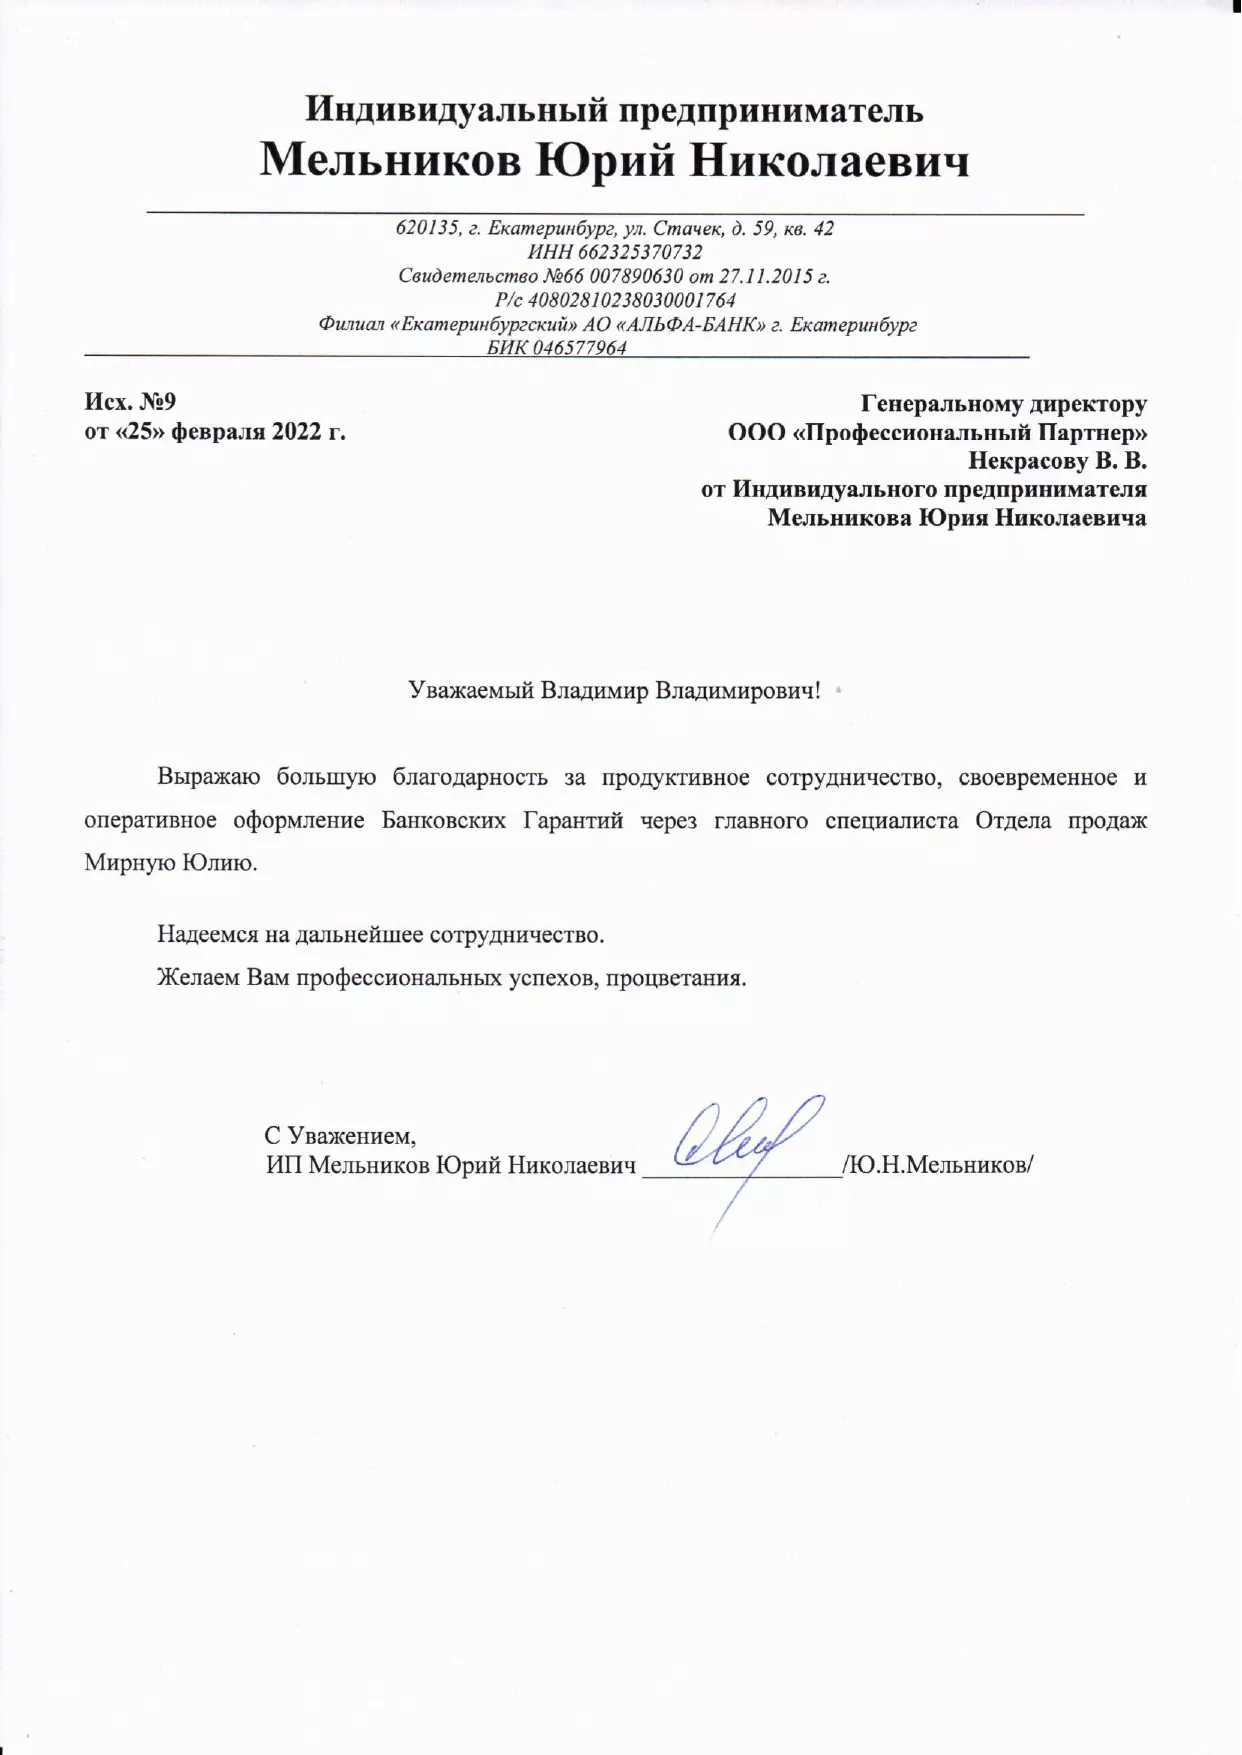 Индивидуальный предприниматель
Мельников Юрий Николаевич
620135, г. Екатеринбург, ул. Стачек, д. 59, кв. 42
ИНН 662325370732
Свидетельство №66 007890630 от 27.11.2015 г.
Р/с 40802810238030001764
Филиал «Екатеринбургский» АО «АЛЬФА-БАНК» г. Екатеринбург
БИК 046577964
Исх. №9
от «25» февраля 2022 г.
Генеральному директору
ООО «Профессиональный Партнер»
Некрасову В. В.
от Индивидуального предпринимателя
Мельникова Юрия Николаевича
Уважаемый Владимир Владимирович!
Выражаю большую благодарность за продуктивное сотрудничество, своевременное и
оперативное оформление Банковских Гарантий через главного специалиста Отдела продаж
Мирную Юлию.
Надеемся на дальнейшее сотрудничество.
Желаем Вам профессиональных успехов, процветания.
С Уважением,
ИП Мельников Юрий Николаевич ________________/Ю.Н.Мельников/